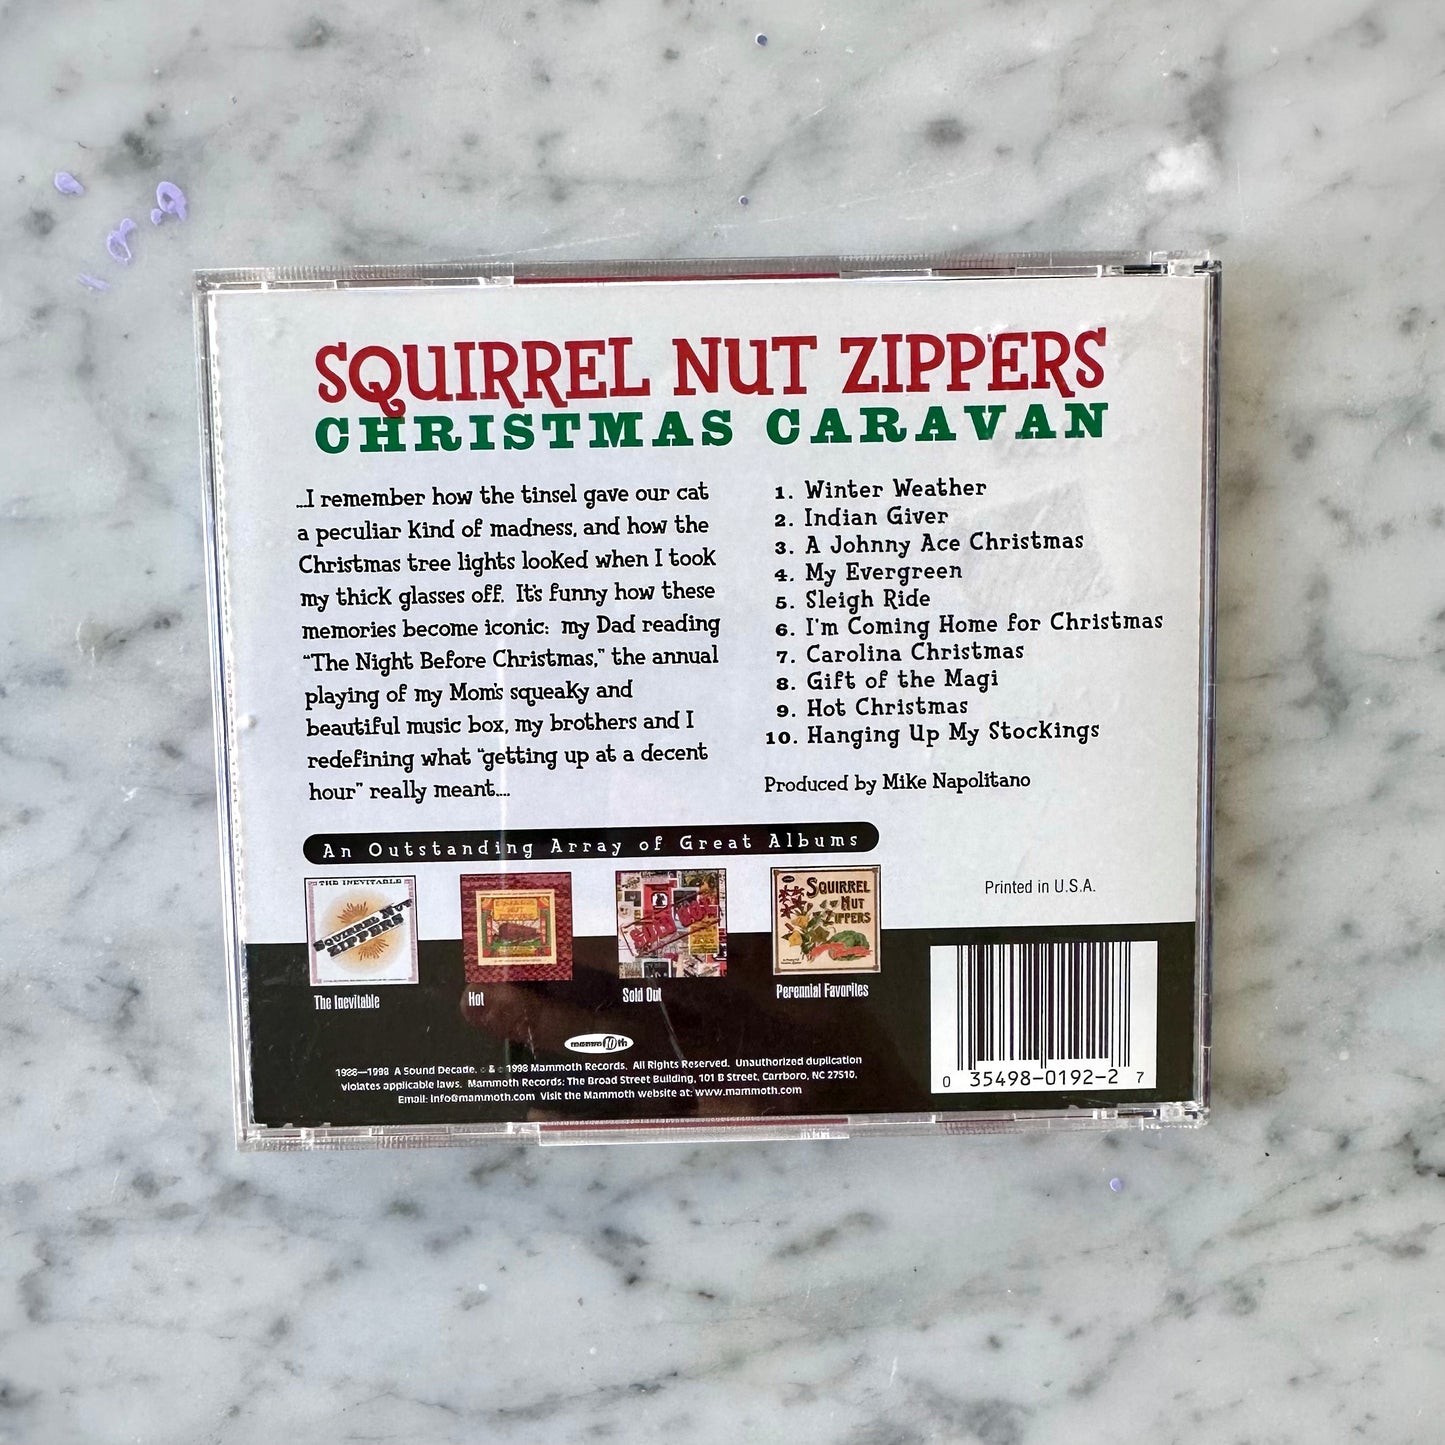 SQUIRREL NUT ZIPPERS
CHRISTMAS CARAVAN
...I remember how the tinsel gave our cat
a peculiar kind of madness, and how the
Christmas tree lights looked when I took
my thick glasses off. It's funny how these
memories become iconic: my Dad reading
“The Night Before Christmas,” the annual
playing of my Mom's squeaky and
beautiful music box, my brothers and I
redefining what “getting up at a decent
hour” really meant....
1. Winter Weather
2. Indian Giver
3. A Johnny Ace Christmas
4. My Evergreen
5. Sleigh Ride
6. I'm Coming Home for Christmas
7. Carolina Christmas
8. Gift of the Magi
9. Hot Christmas
10. Hanging Up My Stockings
Produced by Mike Napolitano
An Outstanding Array of Great Albums
THE INEVITABLE
SQUIRREL NUT
ZIPPERS
SQUIRREL
NUT
ZIPPERS
SOLD OUT
SQUIRREL
NUT
ZIPPERS
The Inevitable
Hot
Sold Out
Perennial Favorites
Printed in U.S.A.
mammoth 10th
1988—1998 A Sound Decade. ℗ & © 1998 Mammoth Records. All Rights Reserved. Unauthorized duplication
violates applicable laws. Mammoth Records: The Broad Street Building, 101 B Street, Carrboro, NC 27510.
Email: info@mammoth.com Visit the Mammoth website at: www.mammoth.com
0 35498-0192-2 7